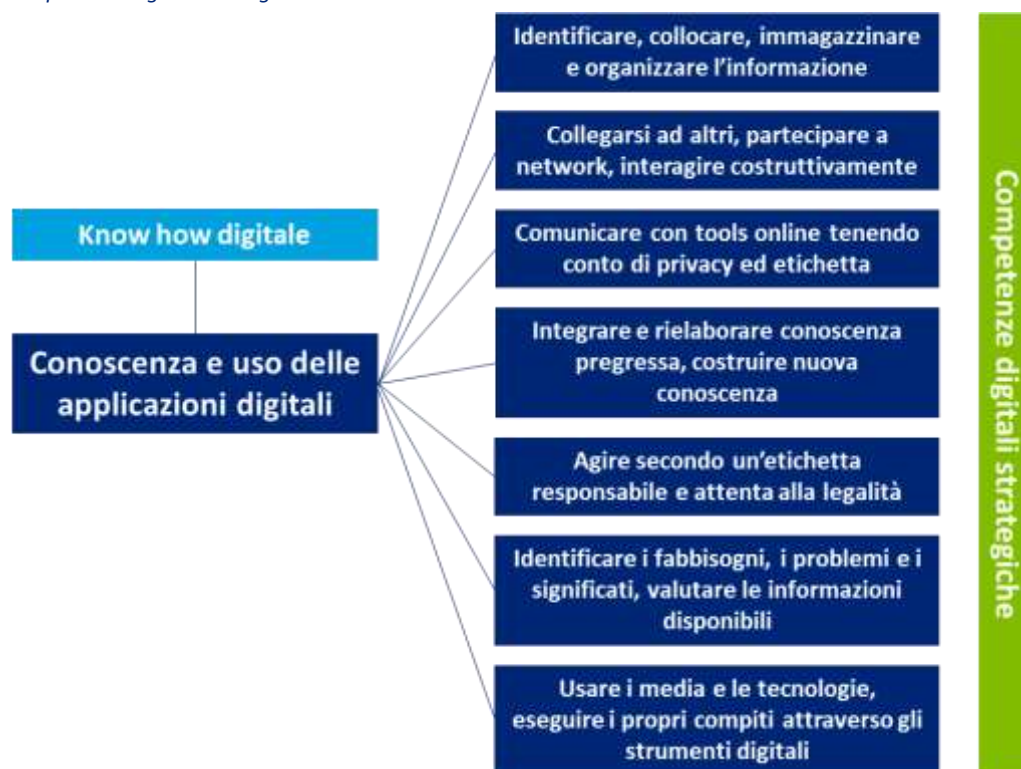 Know how digitale
Conoscenza e uso delle
applicazioni digitali
Identificare, collocare, immagazzinare
e organizzare l'informazione
Collegarsi ad altri, partecipare a
network, interagire costruttivamente
Comunicare con tools online tenendo
conto di privacy ed etichetta
Integrare e rielaborare conoscenza
pregressa, costruire nuova
conoscenza
Agire secondo un'etichetta
responsabile e attenta alla legalità
Identificare i fabbisogni, i problemi e i
significati, valutare le informazioni
disponibili
Usare i media e le tecnologie,
eseguire i propri compiti attraverso gli
strumenti digitali
Competenze digitali strategiche